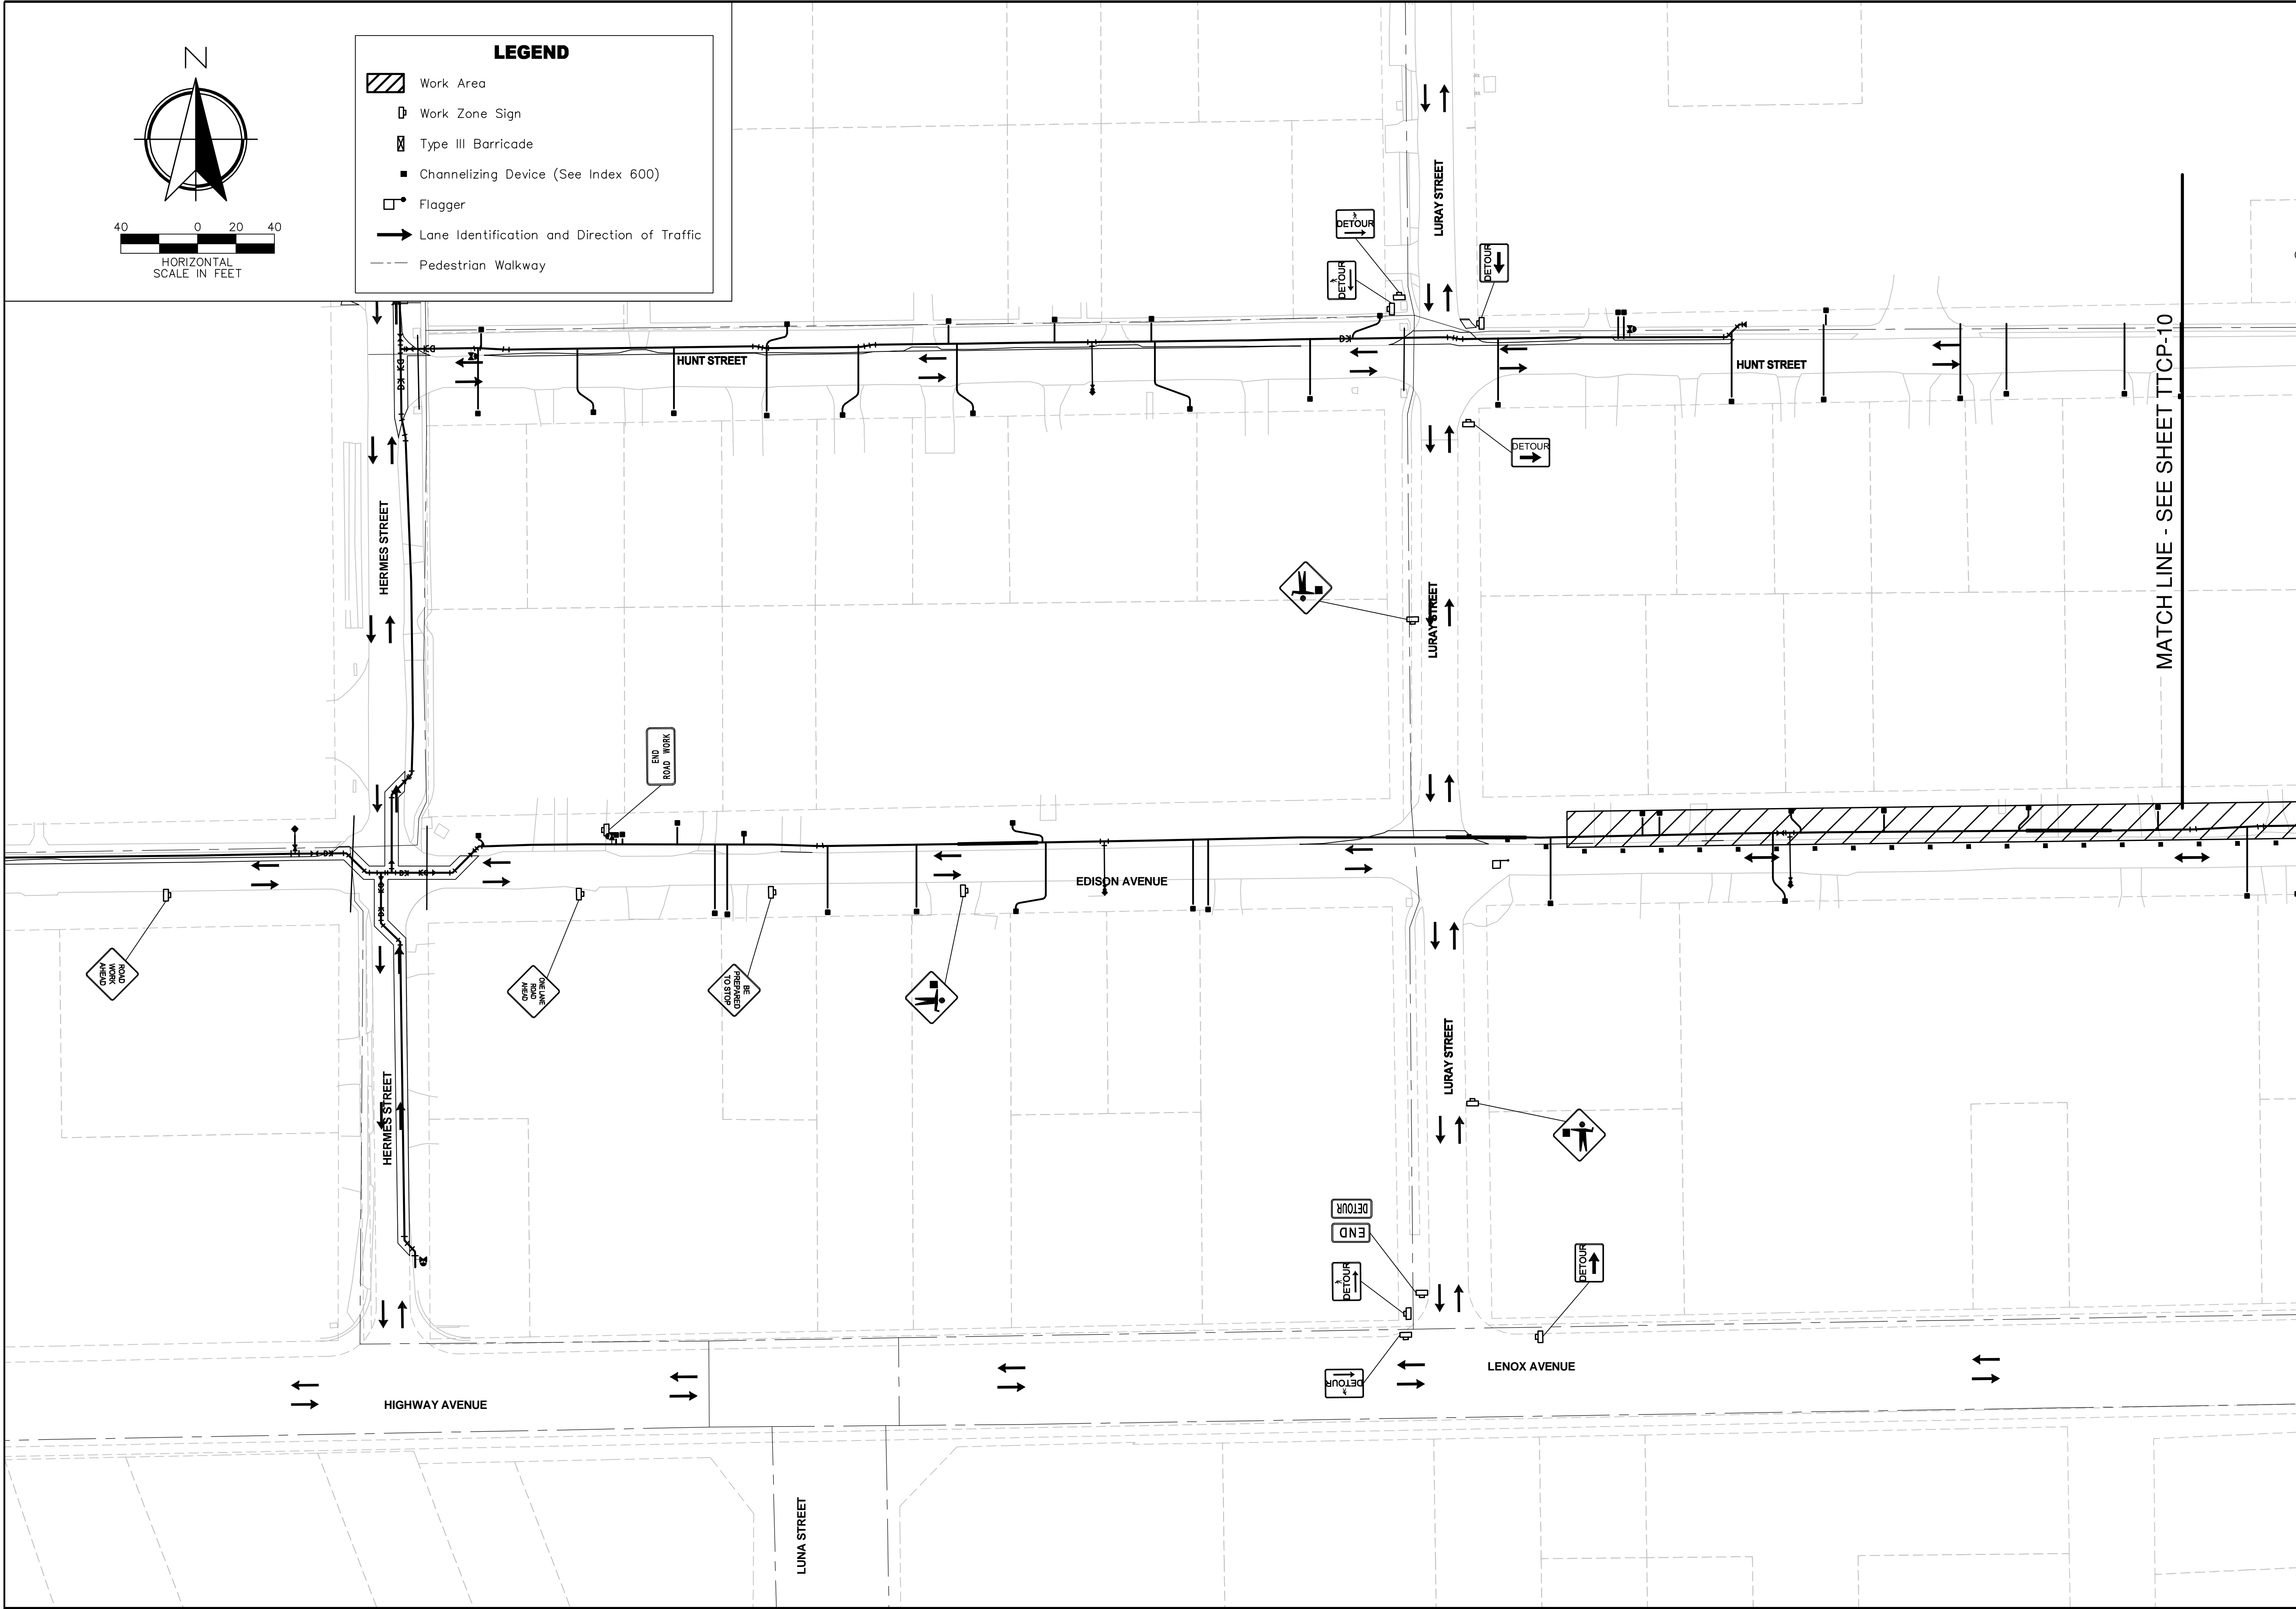 N
40 0 20 40
HORIZONTAL
SCALE IN FEET
LEGEND
Work Area
Work Zone Sign
Type III Barricade
Channelizing Device (See Index 600)
Flagger
Lane Identification and Direction of Traffic
Pedestrian Walkway
LURAY STREET
DETOUR
DETOUR
DETOUR
HUNT STREET
HUNT STREET
DETOUR
MATCH LINE - SEE SHEET TTCP-10
HERMES STREET
LURAY STREET
END
ROAD WORK
EDISON AVENUE
ROAD
WORK
AHEAD
ONE LANE
ROAD
AHEAD
BE
PREPARED
TO STOP
HERMES STREET
LURAY STREET
DETOUR
END
DETOUR
DETOUR
DETOUR
LENOX AVENUE
HIGHWAY AVENUE
LUNA STREET